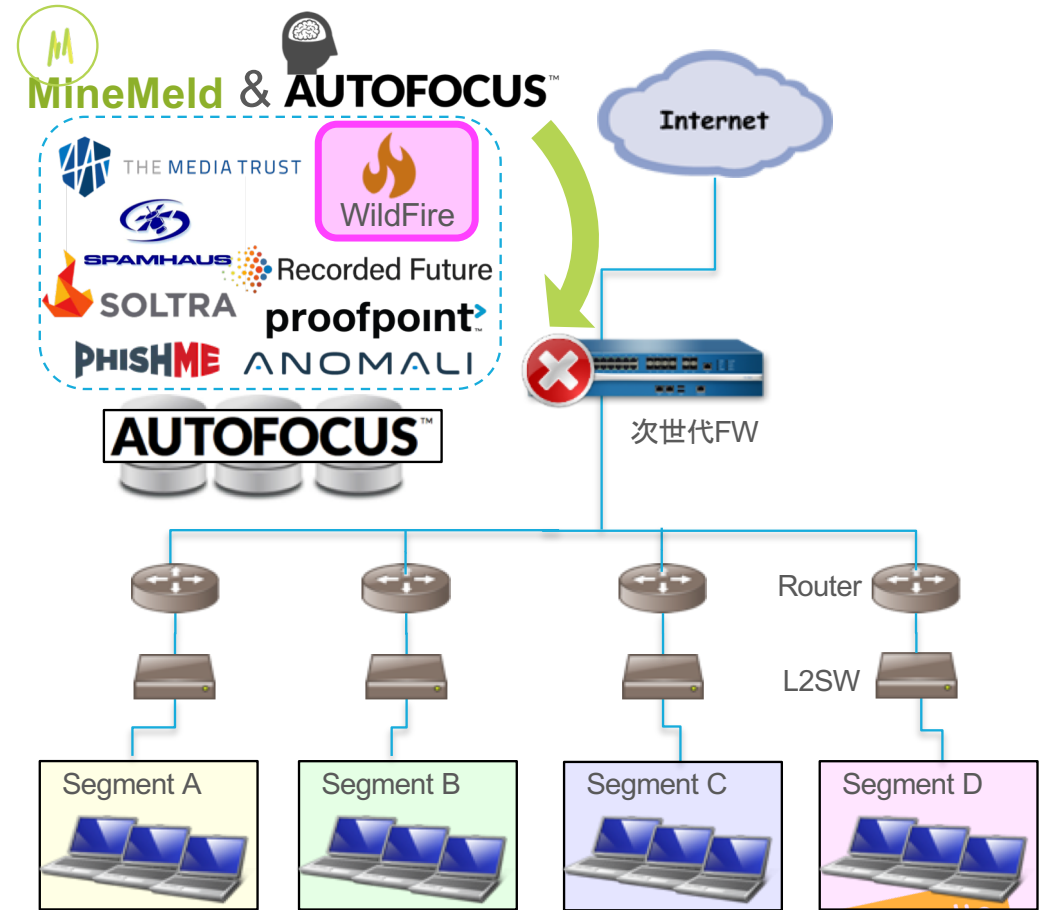 MineMeld & AUTOFOCUS™
Internet
THE MEDIA TRUST
WildFire
SPAMHAUS
Recorded Future
SOLTRA
proofpoint™
PHISHME
ANOMALI
次世代FW
AUTOFOCUS™
Router
L2SW
Segment A
Segment B
Segment C
Segment D